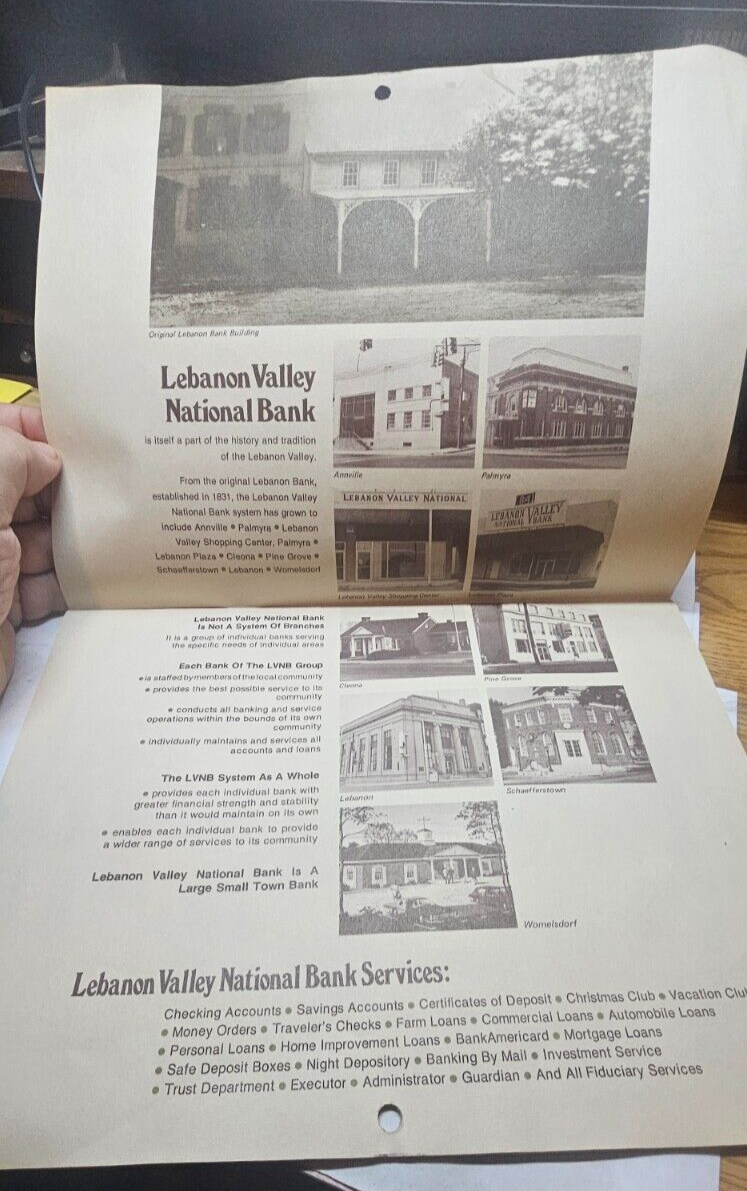 Original Lebanon Bank Building
Lebanon Valley
National Bank
is itself a part of the history and tradition
of the Lebanon Valley.
From the original Lebanon Bank,
established in 1831, the Lebanon Valley
National Bank system has grown to
include Annville • Palmyra • Lebanon
Valley Shopping Center, Palmyra •
Lebanon Plaza • Cleona • Pine Grove •
Schaefferstown • Lebanon • Womelsdorf
Annville
Palmyra
LEBANON VALLEY NATIONAL
LEBANON VALLEY
NATIONAL BANK
Lebanon Valley Shopping Center
Lebanon Plaza
Lebanon Valley National Bank
Is Not A System Of Branches
It is a group of individual banks serving
the specific needs of individual areas
Each Bank Of The LVNB Group
• is staffed by members of the local community
• provides the best possible service to its
community
• conducts all banking and service
operations within the bounds of its own
community
• individually maintains and services all
accounts and loans
The LVNB System As A Whole
• provides each individual bank with
greater financial strength and stability
than it would maintain on its own
• enables each individual bank to provide
a wider range of services to its community
Lebanon Valley National Bank Is A
Large Small Town Bank
Cleona
Pine Grove
Lebanon
Schaefferstown
Womelsdorf
Lebanon Valley National Bank Services:
Checking Accounts • Savings Accounts • Certificates of Deposit • Christmas Club • Vacation Clu
• Money Orders • Traveler's Checks • Farm Loans • Commercial Loans • Automobile Loans
• Personal Loans • Home Improvement Loans • BankAmericard • Mortgage Loans
• Safe Deposit Boxes • Night Depository • Banking By Mail • Investment Service
• Trust Department • Executor • Administrator • Guardian • And All Fiduciary Services